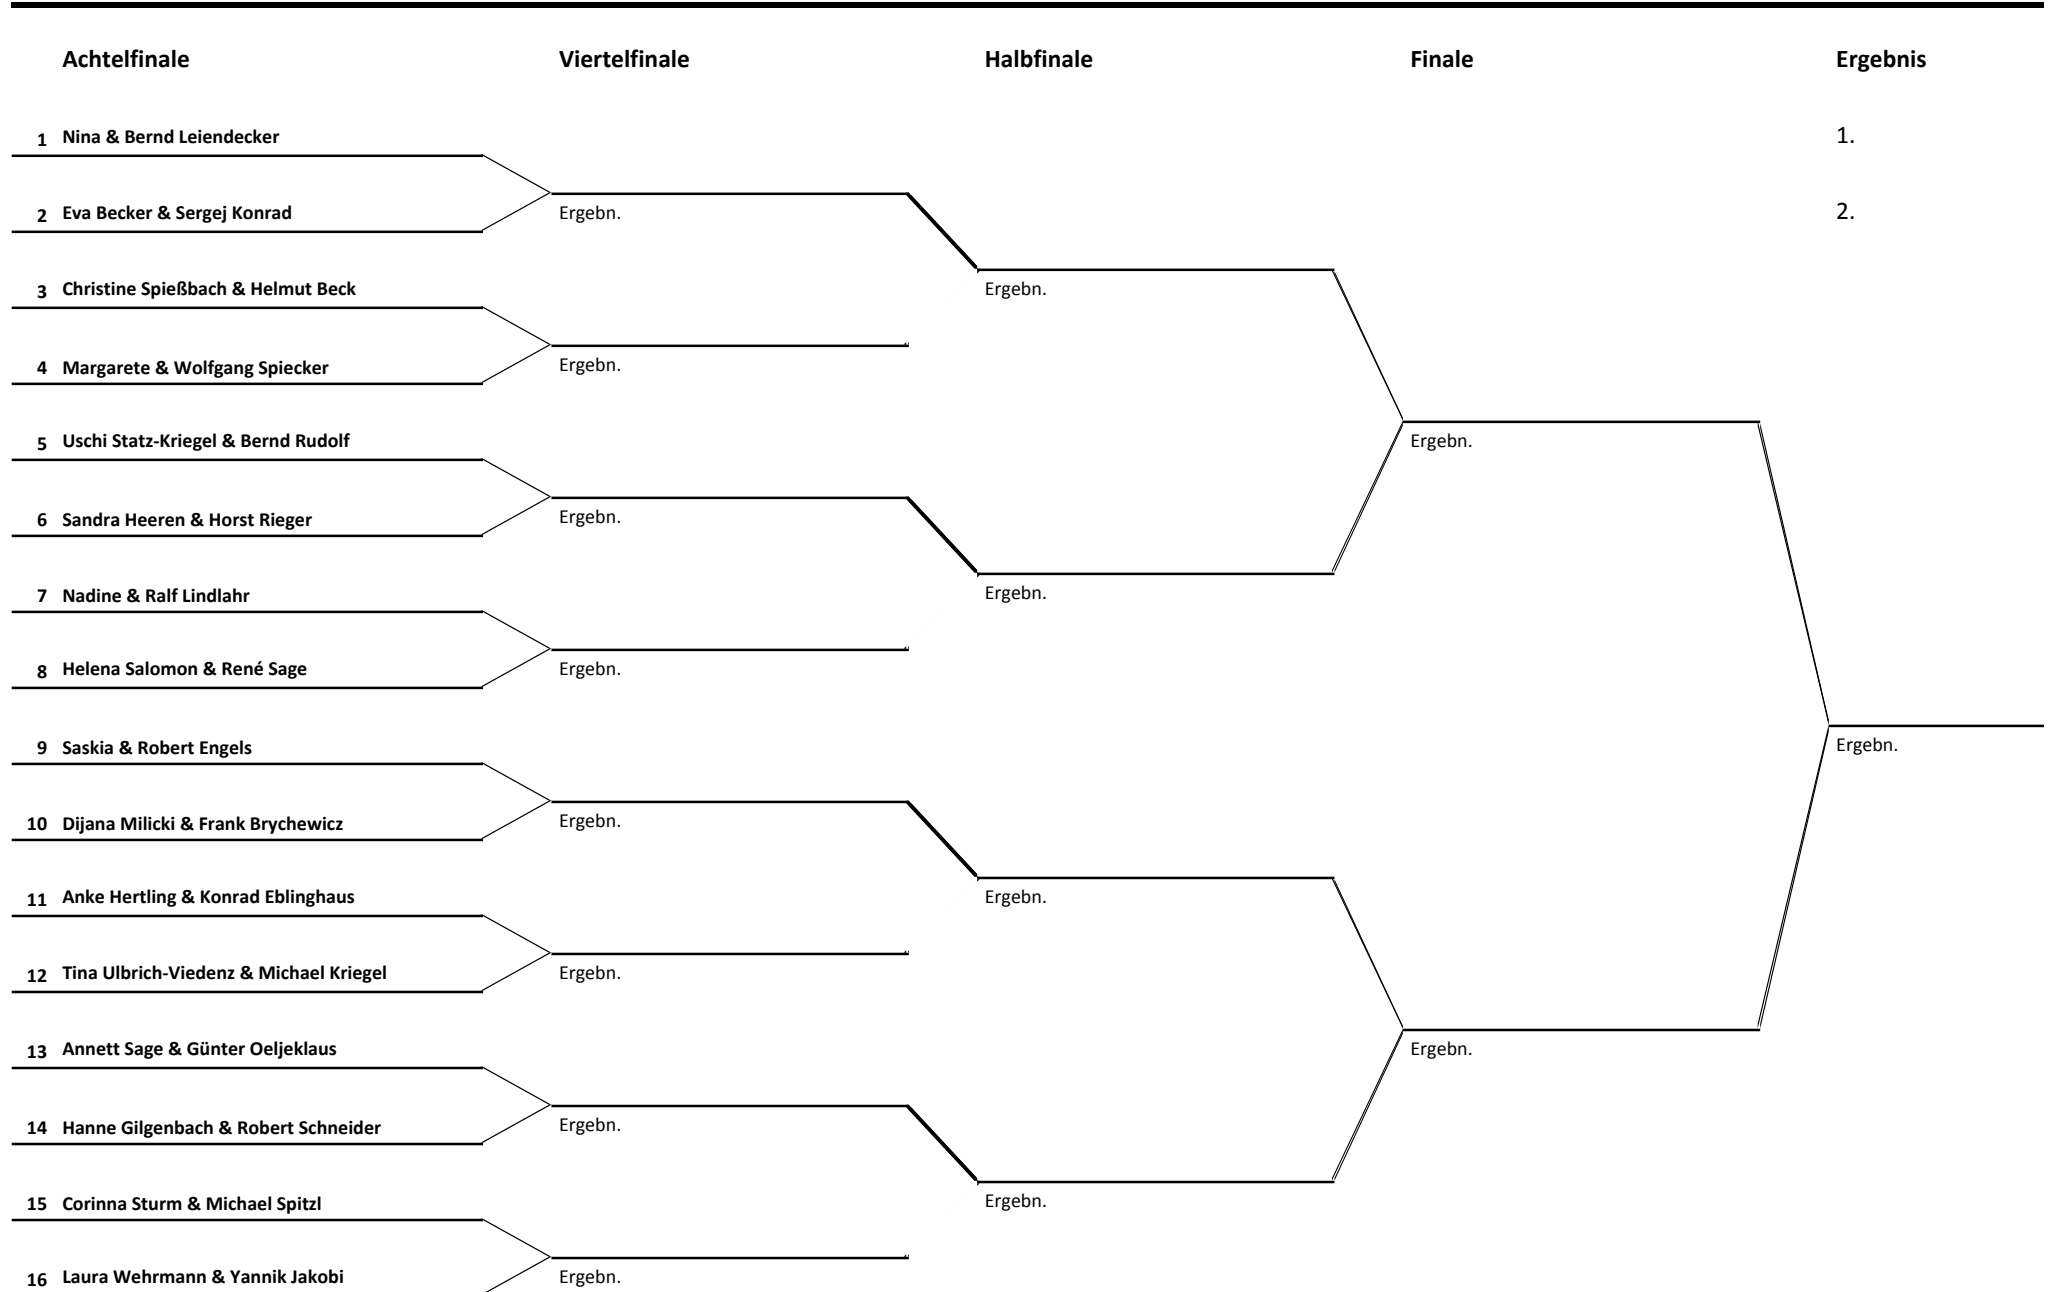 Achtelfinale Viertelfinale Halbfinale Finale Ergebnis
1 Nina & Bernd Leiendecker 1.
2 Eva Becker & Sergej Konrad Ergebn. 2.
3 Christine Spießbach & Helmut Beck Ergebn.
4 Margarete & Wolfgang Spiecker Ergebn.
5 Uschi Statz-Kriegel & Bernd Rudolf Ergebn.
6 Sandra Heeren & Horst Rieger Ergebn.
7 Nadine & Ralf Lindlahr Ergebn.
8 Helena Salomon & René Sage Ergebn.
9 Saskia & Robert Engels Ergebn.
10 Dijana Milicki & Frank Brychewicz Ergebn.
11 Anke Hertling & Konrad Eblinghaus Ergebn.
12 Tina Ulbrich-Viedenz & Michael Kriegel Ergebn.
13 Annett Sage & Günter Oeljeklaus Ergebn.
14 Hanne Gilgenbach & Robert Schneider Ergebn.
15 Corinna Sturm & Michael Spitzl Ergebn.
16 Laura Wehrmann & Yannik Jakobi Ergebn.